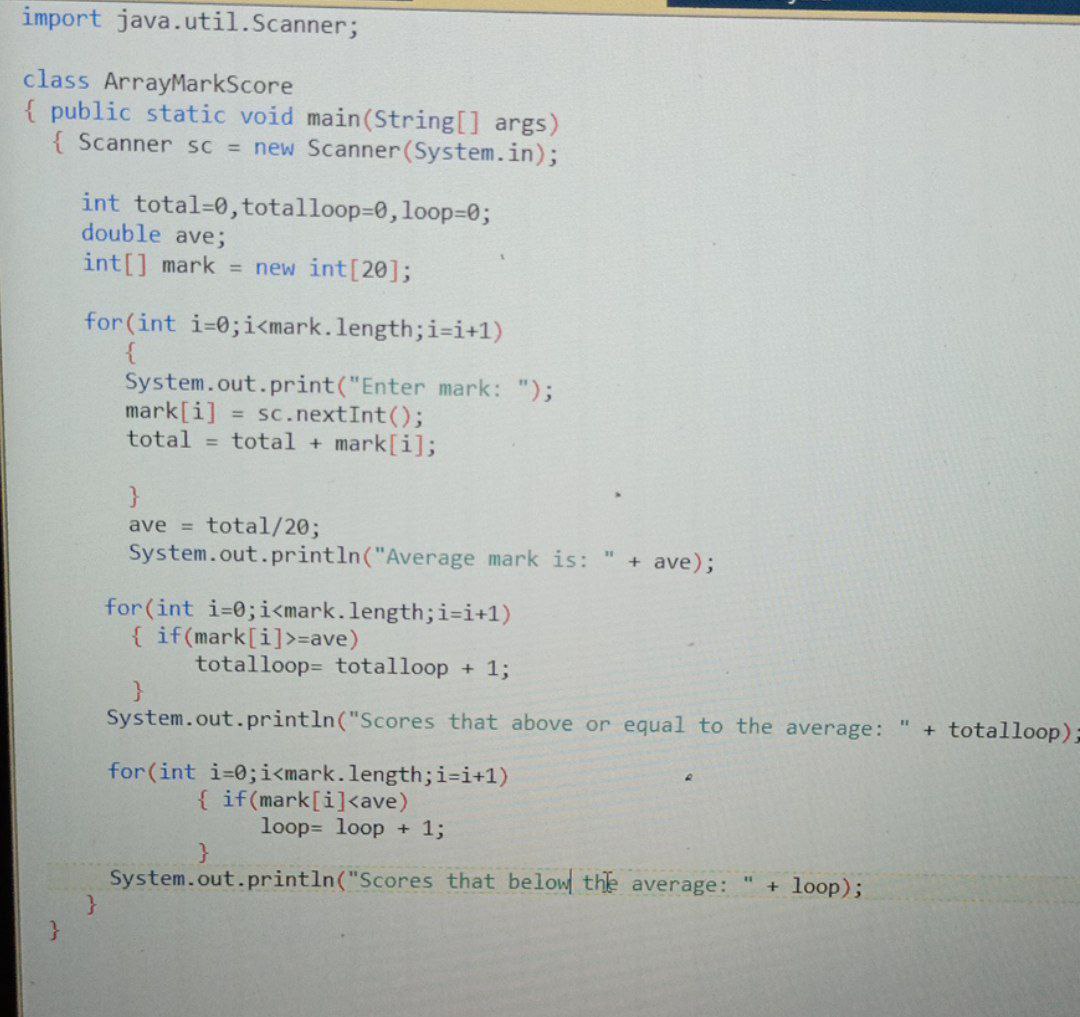 import java.util.Scanner;
class ArrayMarkScore
{ public static void main(String[] args)
{ Scanner sc = new Scanner(System.in);
int total=0,totalloop=0,loop=0;
double ave;
int[] mark = new int[20];
for(int i=0;i<mark.length;i=i+1)
{
System.out.print("Enter mark: ");
mark[i] = sc.nextInt();
total = total + mark[i];
}
ave = total/20;
System.out.println("Average mark is: " + ave);
for(int i=0;i<mark.length;i=i+1)
{ if(mark[i]>=ave)
totalloop= totalloop + 1;
}
System.out.println("Scores that above or equal to the average: " + totalloop);
for(int i=0;i<mark.length;i=i+1)
{ if(mark[i]<ave)
loop= loop + 1;
}
System.out.println("Scores that below the average: " + loop);
}
}